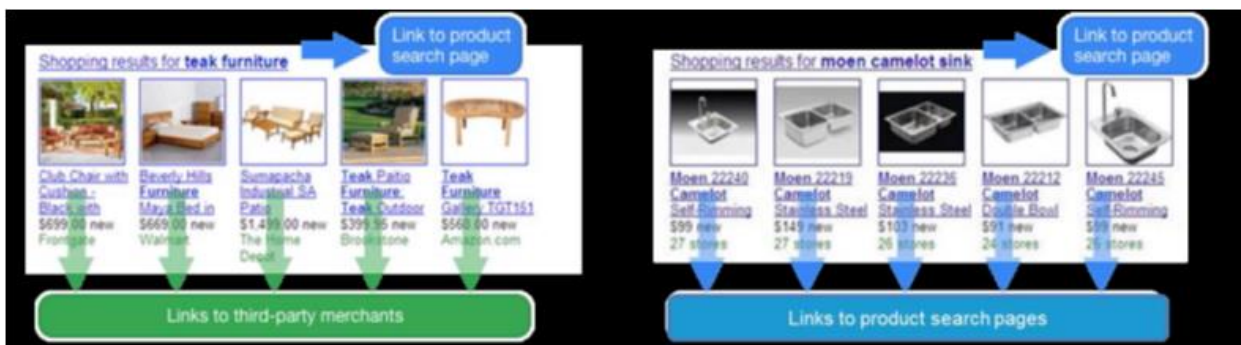 Link to product
search page
Shopping results for teak furniture
Club Chair with
Cushion -
Black with
$699.00 new
Frontgate
Beverly Hills
Furniture
Maya Bed in
$669.00 new
Walmart
Sumapacha
Industrial SA
Patio
$1,499.00 new
The Home
Depot
Teak Patio
Furniture:
Teak Outdoor
$399.95 new
Brookstone
Teak
Furniture
Gallery TGT151
$560.00 new
Amazon.com
Links to third-party merchants
Link to product
search page
Shopping results for moen camelot sink
Moen 22240
Camelot
Self-Rimming
$99 new
27 stores
Moen 22219
Camelot
Stainless Steel
$149 new
27 stores
Moen 22236
Camelot
Stainless Steel
$103 new
26 stores
Moen 22212
Camelot
Double Bowl
$91 new
24 stores
Moen 22245
Camelot
Self-Rimming
$99 new
26 stores
Links to product search pages